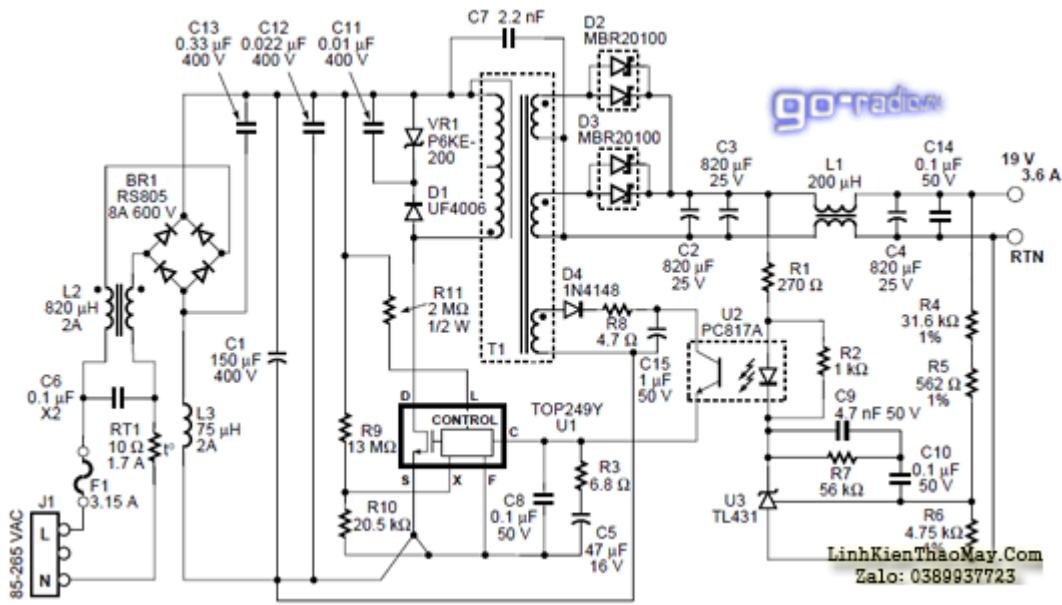 C13
0.33 µF
400 V
C12
0.022 µF
400 V
C11
0.01 µF
400 V
C7 2.2 nF
D2
MBR20100
go-radio.ru
VR1
P6KE-
200
D3
MBR20100
C3
820 µF
25 V
C14
0.1 µF
50 V
L1
200 µH
19 V
3.6 A
BR1
RS805
8A 600 V
D1
UF4006
RTN
C2
820 µF
25 V
C4
820 µF
25 V
L2
820 µH
2A
R11
2 MΩ
1/2 W
D4
1N4148
R1
270 Ω
R4
31.6 kΩ
1%
R8
4.7 Ω
U2
PC817A
T1
C1
150 µF
400 V
C15
1 µF
50 V
R2
1 kΩ
R5
562 Ω
1%
C6
0.1 µF
X2
L3
75 µH
2A
D
L
CONTROL
C
TOP249Y
U1
C9
4.7 nF 50 V
RT1
10 Ω
1.7 A
t°
R9
13 MΩ
S
X
F
R3
6.8 Ω
R7
56 kΩ
C10
0.1 µF
50 V
F1
3.15 A
J1
L
N
85-265 VAC
R10
20.5 kΩ
C8
0.1 µF
50 V
C5
47 µF
16 V
U3
TL431
R6
4.75 kΩ
1%
LinhKienThaoMay.Com
Zalo: 0389937723